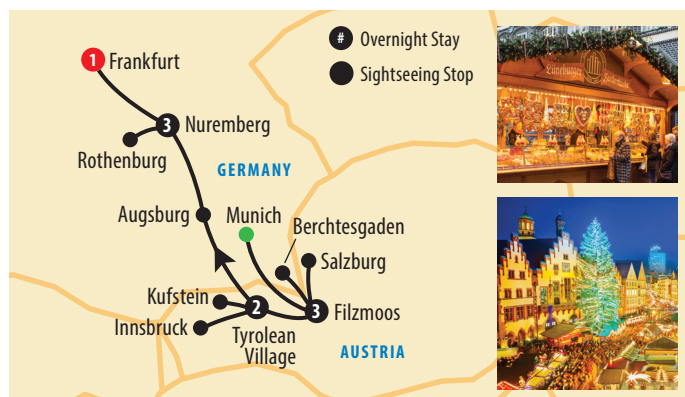 # Overnight Stay
Sightseeing Stop
1 Frankfurt
3 Nuremberg
Rothenburg
GERMANY
Augsburg
Munich
Berchtesgaden
Salzburg
Kufstein
2
3 Filzmoos
Innsbruck
Tyrolean
Village
AUSTRIA
Lüneburger